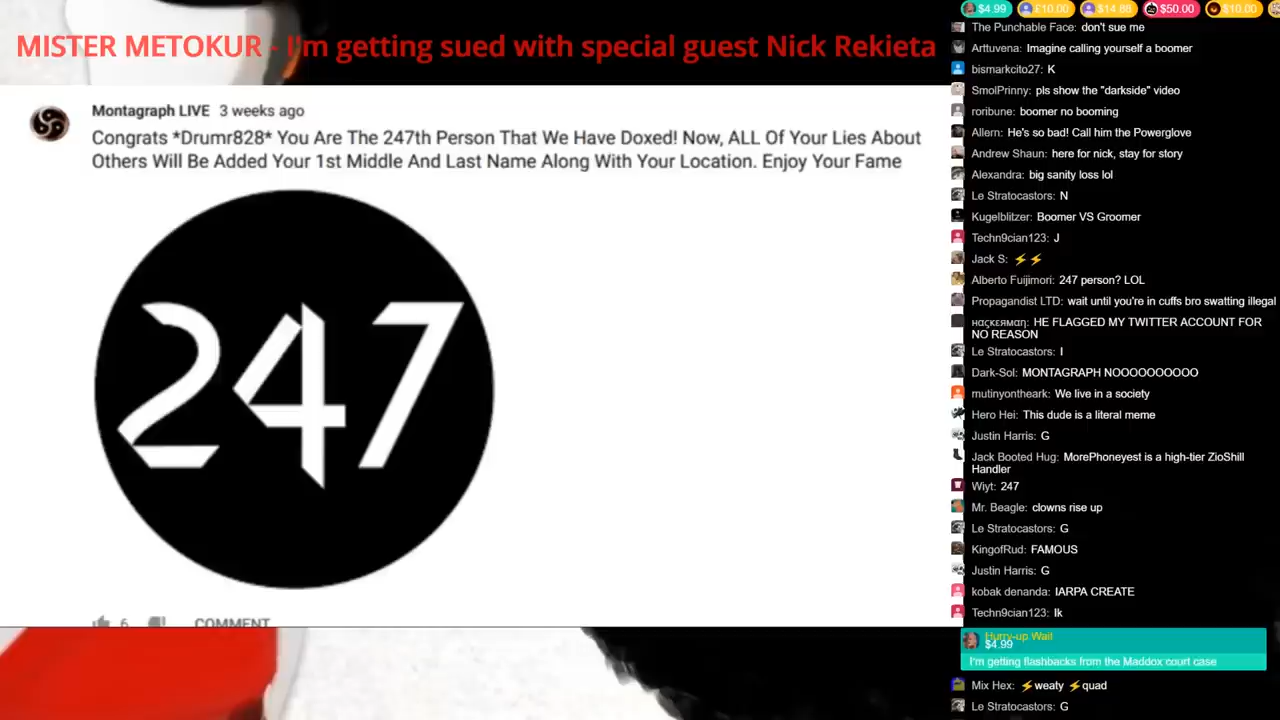 MISTER METOKUR - I'm getting sued with special guest Nick Rekieta
Montagraph LIVE 3 weeks ago
Congrats *Drumr828* You Are The 247th Person That We Have Doxed! Now, ALL Of Your Lies About
Others Will Be Added Your 1st Middle And Last Name Along With Your Location. Enjoy Your Fame
247
6 COMMENT
$4.99 £10.00 $14.88 $50.00 $10.00
The Punchable Face: don't sue me
Arttuvena: Imagine calling yourself a boomer
bismarkcito27: K
SmolPrinny: pls show the "darkside" video
roribune: boomer no booming
Allern: He's so bad! Call him the Powerglove
Andrew Shaun: here for nick, stay for story
Alexandra: big sanity loss lol
Le Stratocastors: N
Kugelblitzer: Boomer VS Groomer
Techn9cian123: J
Jack S: ⚡⚡
Alberto Fuijimori: 247 person? LOL
Propagandist LTD: wait until you're in cuffs bro swatting illegal
нαçкεямαη: HE FLAGGED MY TWITTER ACCOUNT FOR
NO REASON
Le Stratocastors: I
Dark-Sol: MONTAGRAPH NOOOOOOOOOO
mutinyontheark: We live in a society
Hero Hei: This dude is a literal meme
Justin Harris: G
Jack Booted Hug: MorePhoneyest is a high-tier ZioShill
Handler
Wiyt: 247
Mr. Beagle: clowns rise up
Le Stratocastors: G
KingofRud: FAMOUS
Justin Harris: G
kobak denanda: IARPA CREATE
Techn9cian123: Ik
Hurry-up Wait
$4.99
I'm getting flashbacks from the Maddox court case
Mix Hex: ⚡weaty ⚡quad
Le Stratocastors: G